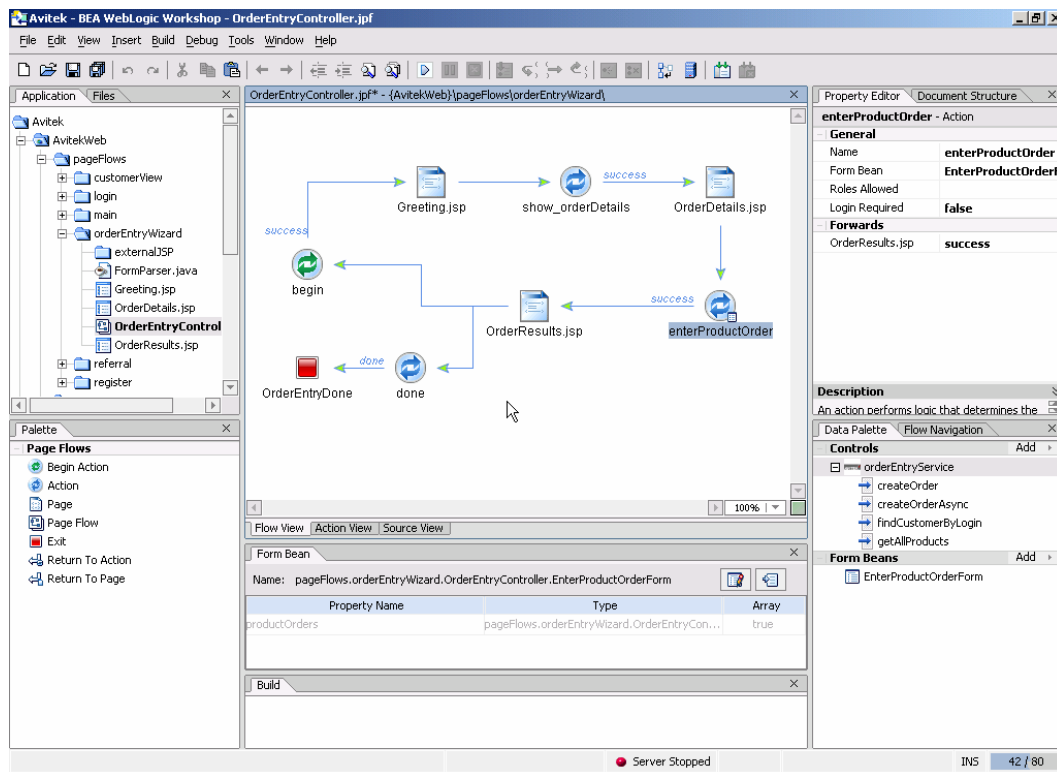 Avitek - BEA WebLogic Workshop - OrderEntryController.jpf
File Edit View Insert Build Debug Tools Window Help
Application Files
Avitek
AvitekWeb
pageFlows
customerView
login
main
orderEntryWizard
externalJSP
FormParser.java
Greeting.jsp
OrderDetails.jsp
OrderEntryControl
OrderResults.jsp
referral
register
Palette
Page Flows
Begin Action
Action
Page
Page Flow
Exit
Return To Action
Return To Page
OrderEntryController.jpf* - {AvitekWeb}\pageFlows\orderEntryWizard\
success
Greeting.jsp
show_orderDetails
OrderDetails.jsp
success
begin
success
OrderResults.jsp
enterProductOrder
done
OrderEntryDone
done
100%
Flow View Action View Source View
Form Bean
Name: pageFlows.orderEntryWizard.OrderEntryController.EnterProductOrderForm
Property Name Type Array
productOrders pageFlows.orderEntryWizard.OrderEntryCon... true
Build
Property Editor Document Structure
enterProductOrder - Action
General
Name enterProductOrder
Form Bean EnterProductOrderF
Roles Allowed
Login Required false
Forwards
OrderResults.jsp success
Description
An action performs logic that determines the
Data Palette Flow Navigation
Controls Add
orderEntryService
createOrder
createOrderAsync
findCustomerByLogin
getAllProducts
Form Beans Add
EnterProductOrderForm
Server Stopped
INS 42 / 80